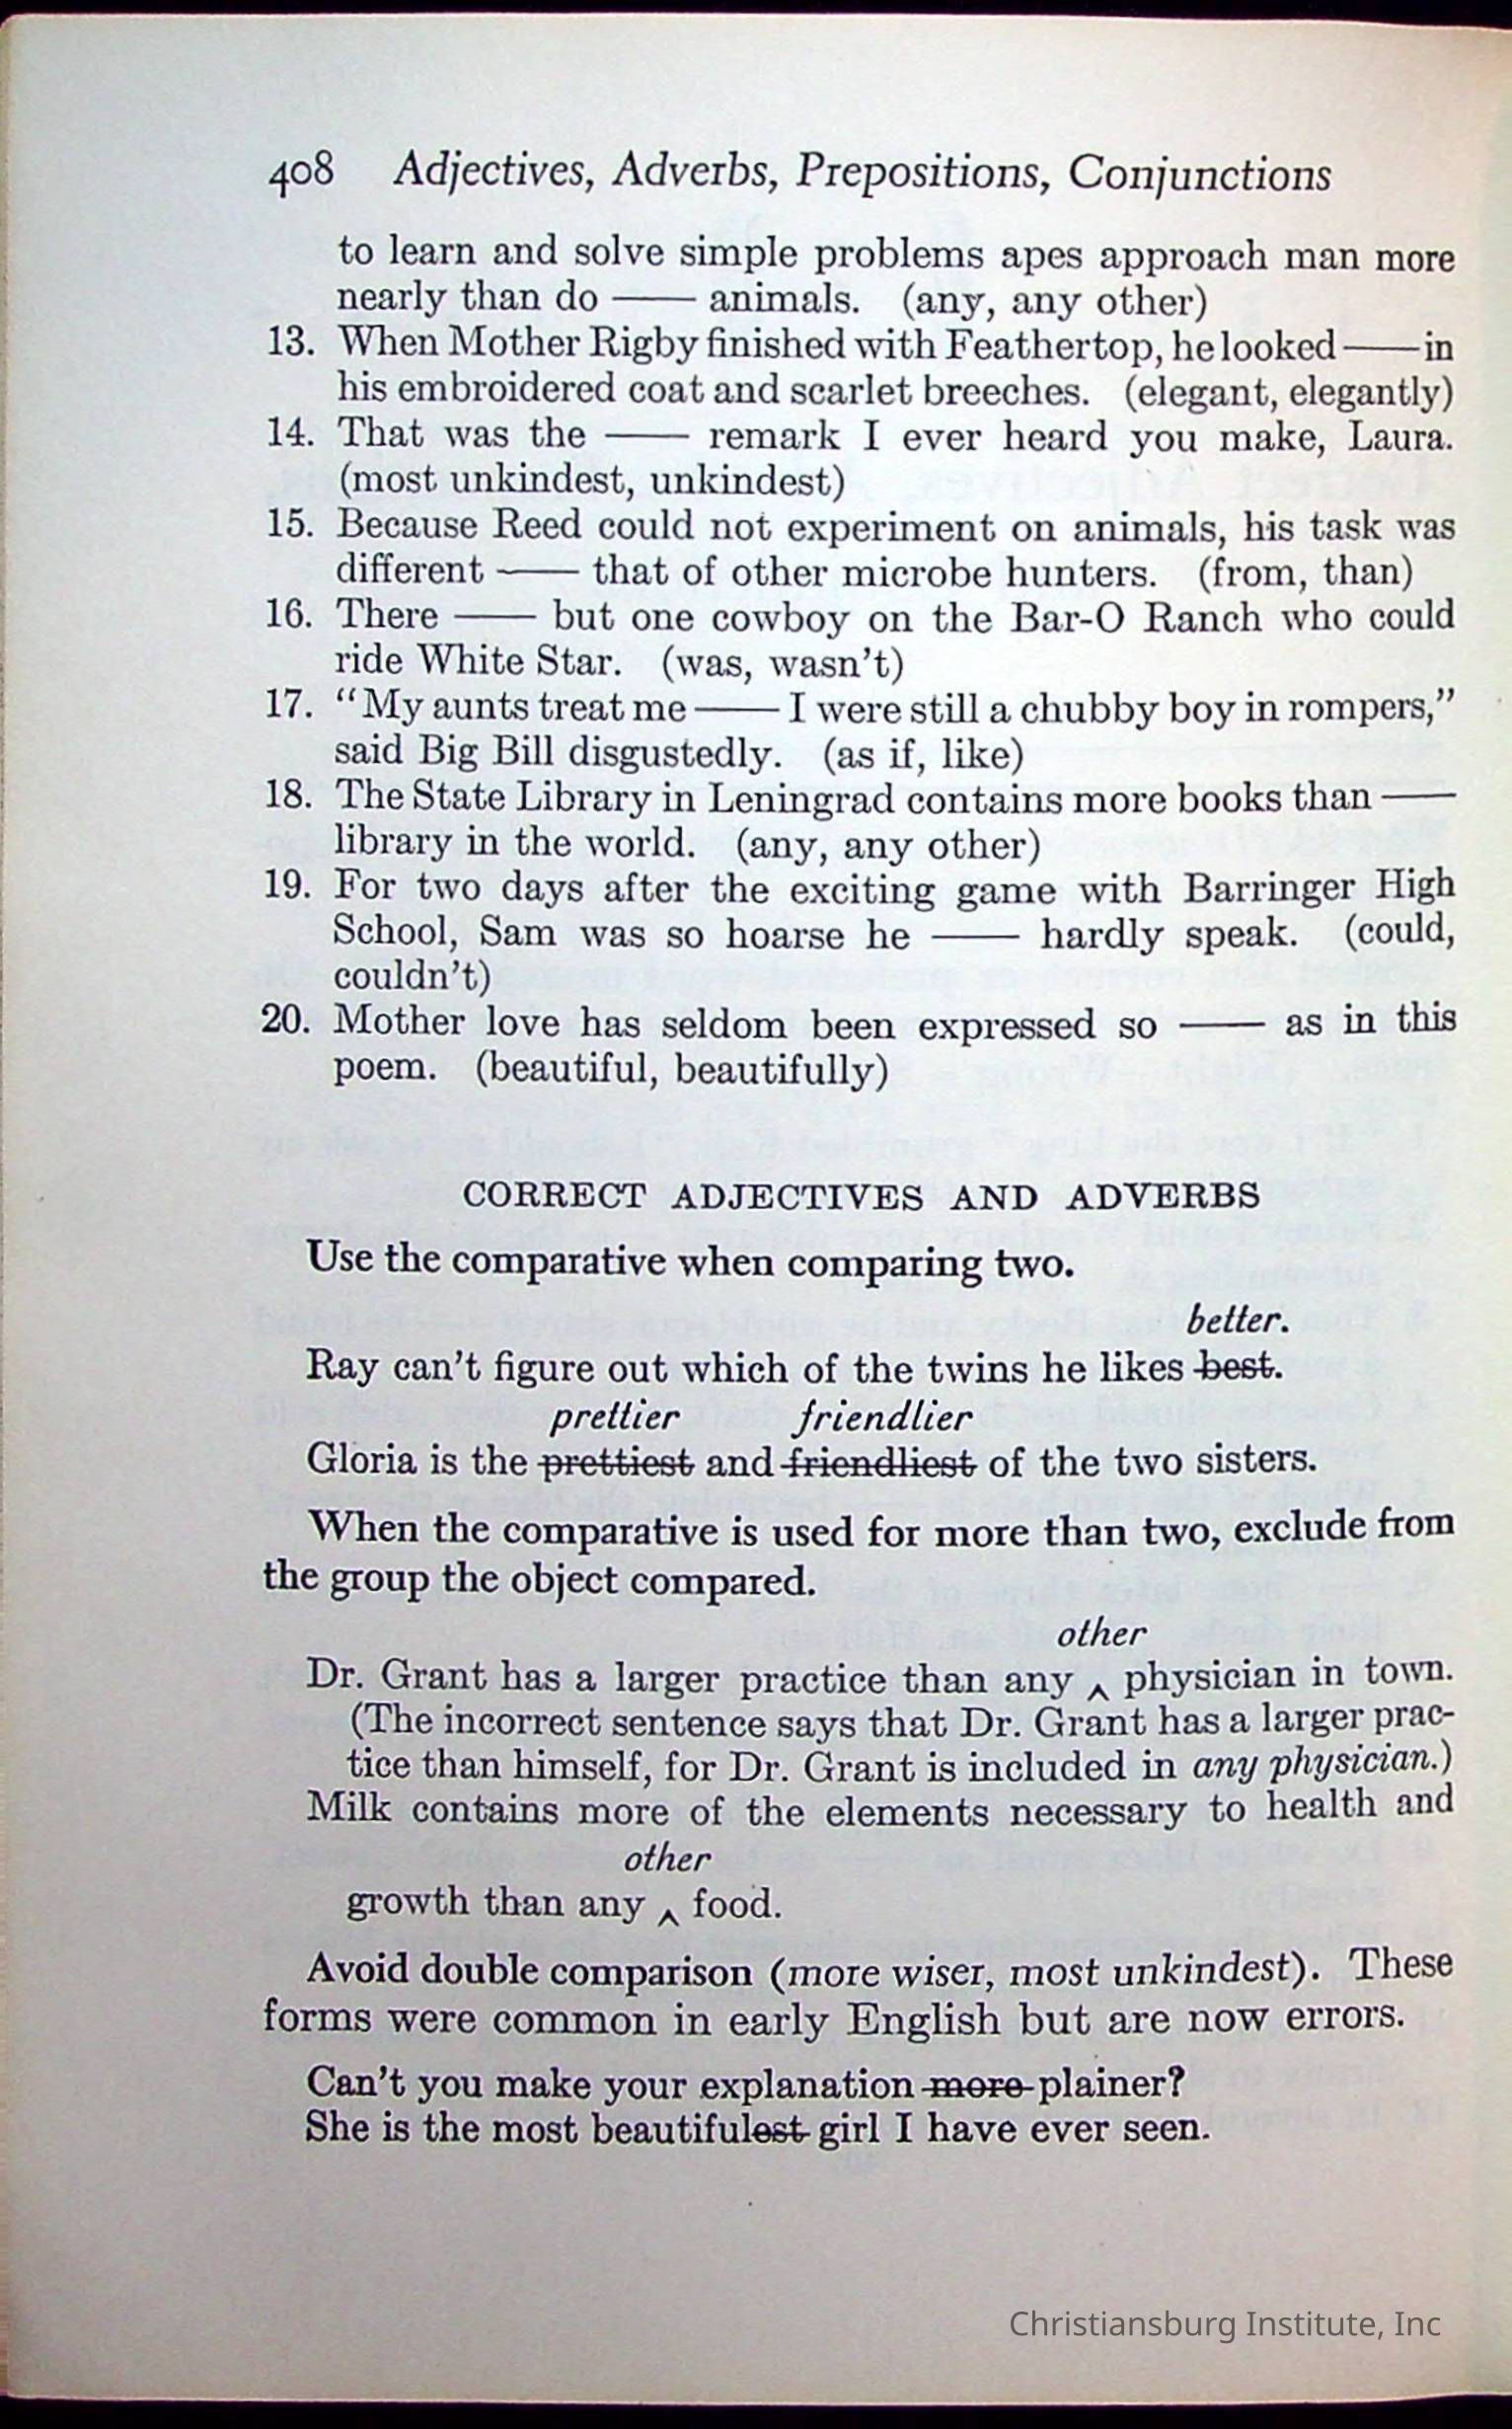 408 Adjectives, Adverbs, Prepositions, Conjunctions
to learn and solve simple problems apes approach man more
nearly than do —— animals. (any, any other)
13. When Mother Rigby finished with Feathertop, he looked —— in
his embroidered coat and scarlet breeches. (elegant, elegantly)
14. That was the —— remark I ever heard you make, Laura.
(most unkindest, unkindest)
15. Because Reed could not experiment on animals, his task was
different —— that of other microbe hunters. (from, than)
16. There —— but one cowboy on the Bar-O Ranch who could
ride White Star. (was, wasn't)
17. "My aunts treat me —— I were still a chubby boy in rompers,"
said Big Bill disgustedly. (as if, like)
18. The State Library in Leningrad contains more books than ——
library in the world. (any, any other)
19. For two days after the exciting game with Barringer High
School, Sam was so hoarse he —— hardly speak. (could,
couldn't)
20. Mother love has seldom been expressed so —— as in this
poem. (beautiful, beautifully)
CORRECT ADJECTIVES AND ADVERBS
Use the comparative when comparing two.
better.
Ray can't figure out which of the twins he likes best.
prettier friendlier
Gloria is the prettiest and friendliest of the two sisters.
When the comparative is used for more than two, exclude from
the group the object compared.
other
Dr. Grant has a larger practice than any ‸ physician in town.
(The incorrect sentence says that Dr. Grant has a larger prac-
tice than himself, for Dr. Grant is included in any physician.)
Milk contains more of the elements necessary to health and
other
growth than any ‸ food.
Avoid double comparison (more wiser, most unkindest). These
forms were common in early English but are now errors.
Can't you make your explanation more plainer?
She is the most beautifulest girl I have ever seen.
Christiansburg Institute, Inc